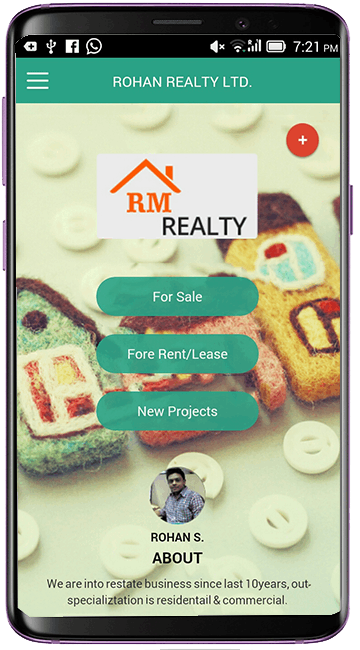 7:21 PM
ROHAN REALTY LTD.
+
RM
REALTY
For Sale
Fore Rent/Lease
New Projects
ROHAN S.
ABOUT
We are into restate business since last 10years, out-
specializtation is residentail & commercial.